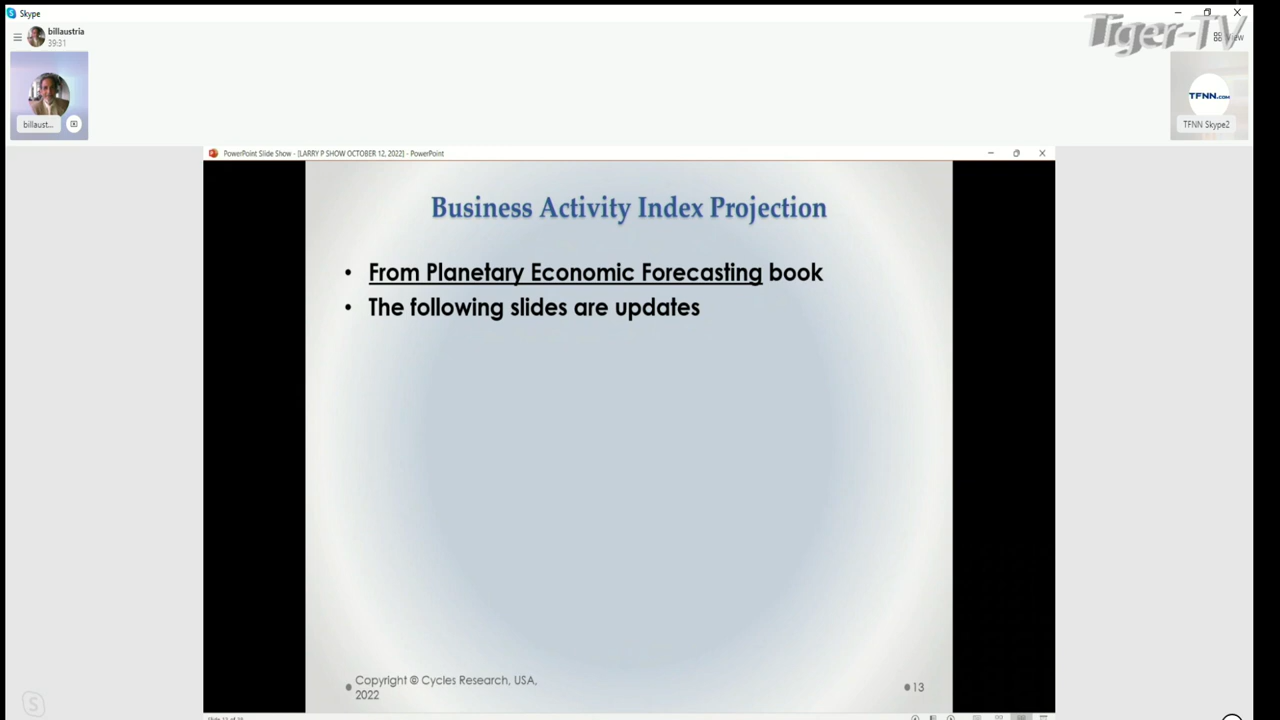 Skype
billaustria
39:31
Tiger-TV
View
billaust...
TFNN.COM
TFNN Skype2
PowerPoint Slide Show - [LARRY P SHOW OCTOBER 12, 2022] - PowerPoint
Business Activity Index Projection
• From Planetary Economic Forecasting book
• The following slides are updates
Copyright © Cycles Research, USA,
2022
13